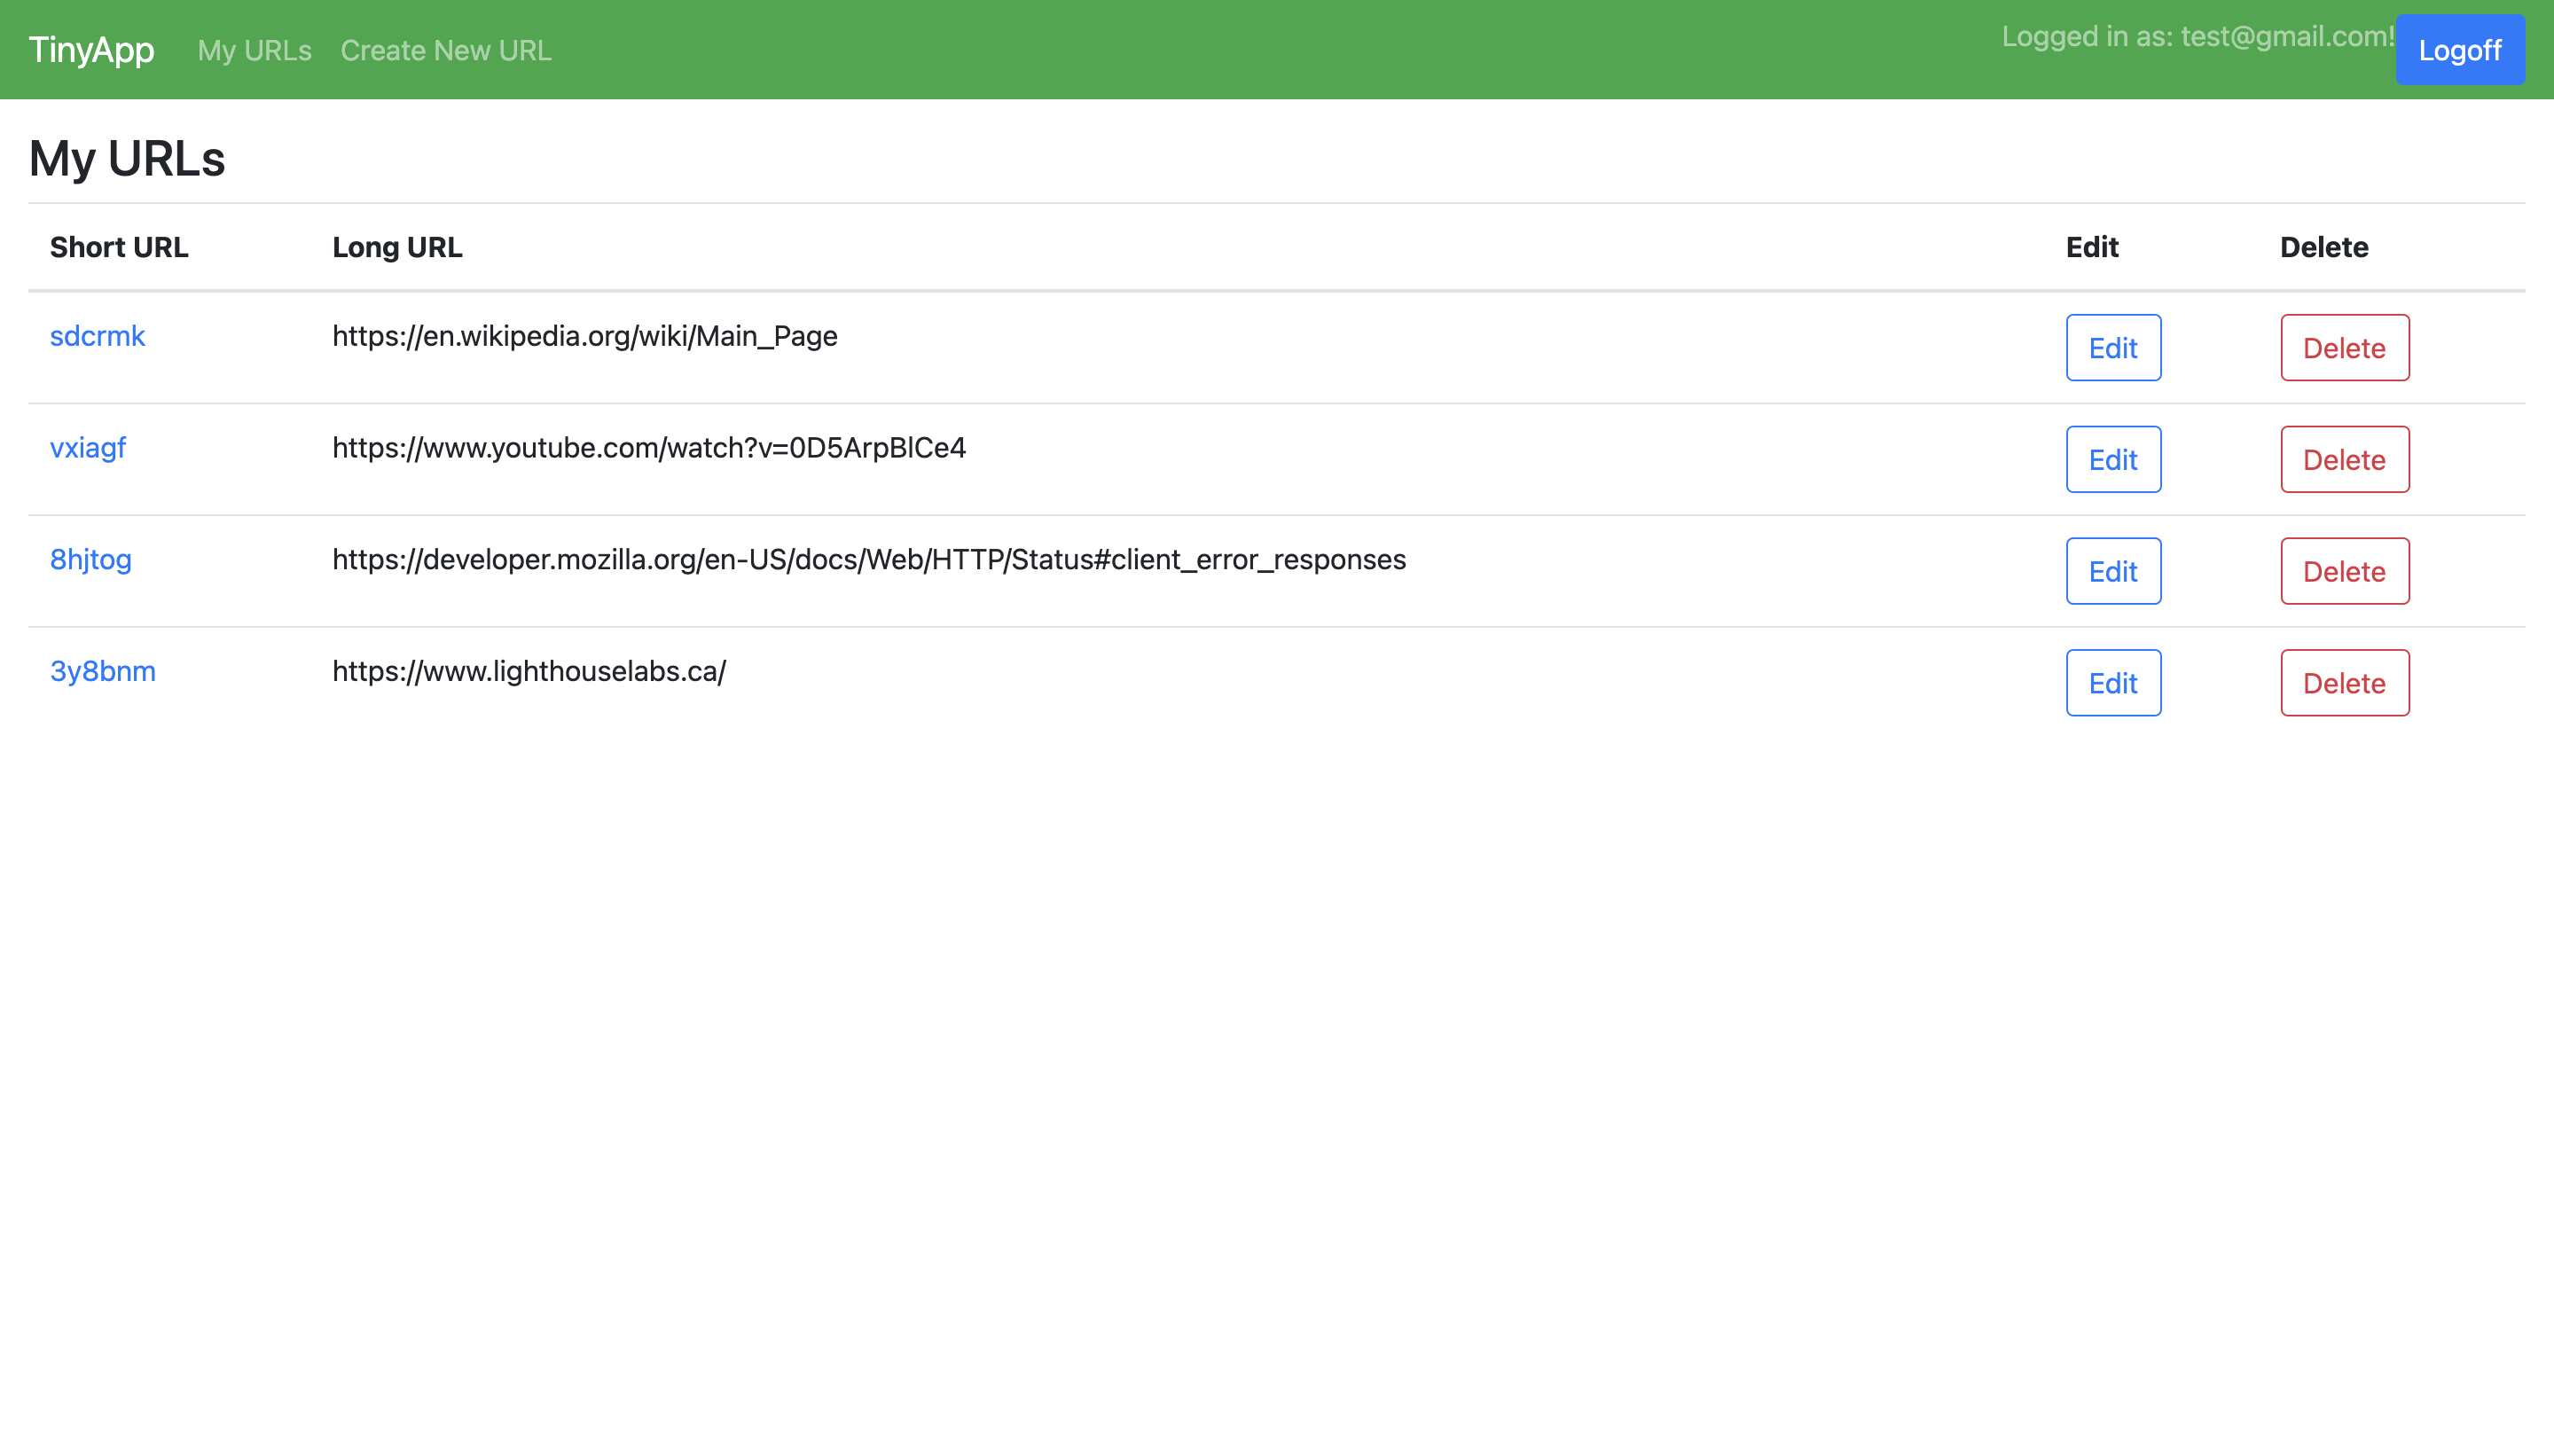 TinyApp My URLs Create New URL Logged in as: test@gmail.com! Logoff
My URLs
Short URL Long URL Edit Delete
sdcrmk https://en.wikipedia.org/wiki/Main_Page Edit Delete
vxiagf https://www.youtube.com/watch?v=0D5ArpBlCe4 Edit Delete
8hjtog https://developer.mozilla.org/en-US/docs/Web/HTTP/Status#client_error_responses Edit Delete
3y8bnm https://www.lighthouselabs.ca/ Edit Delete